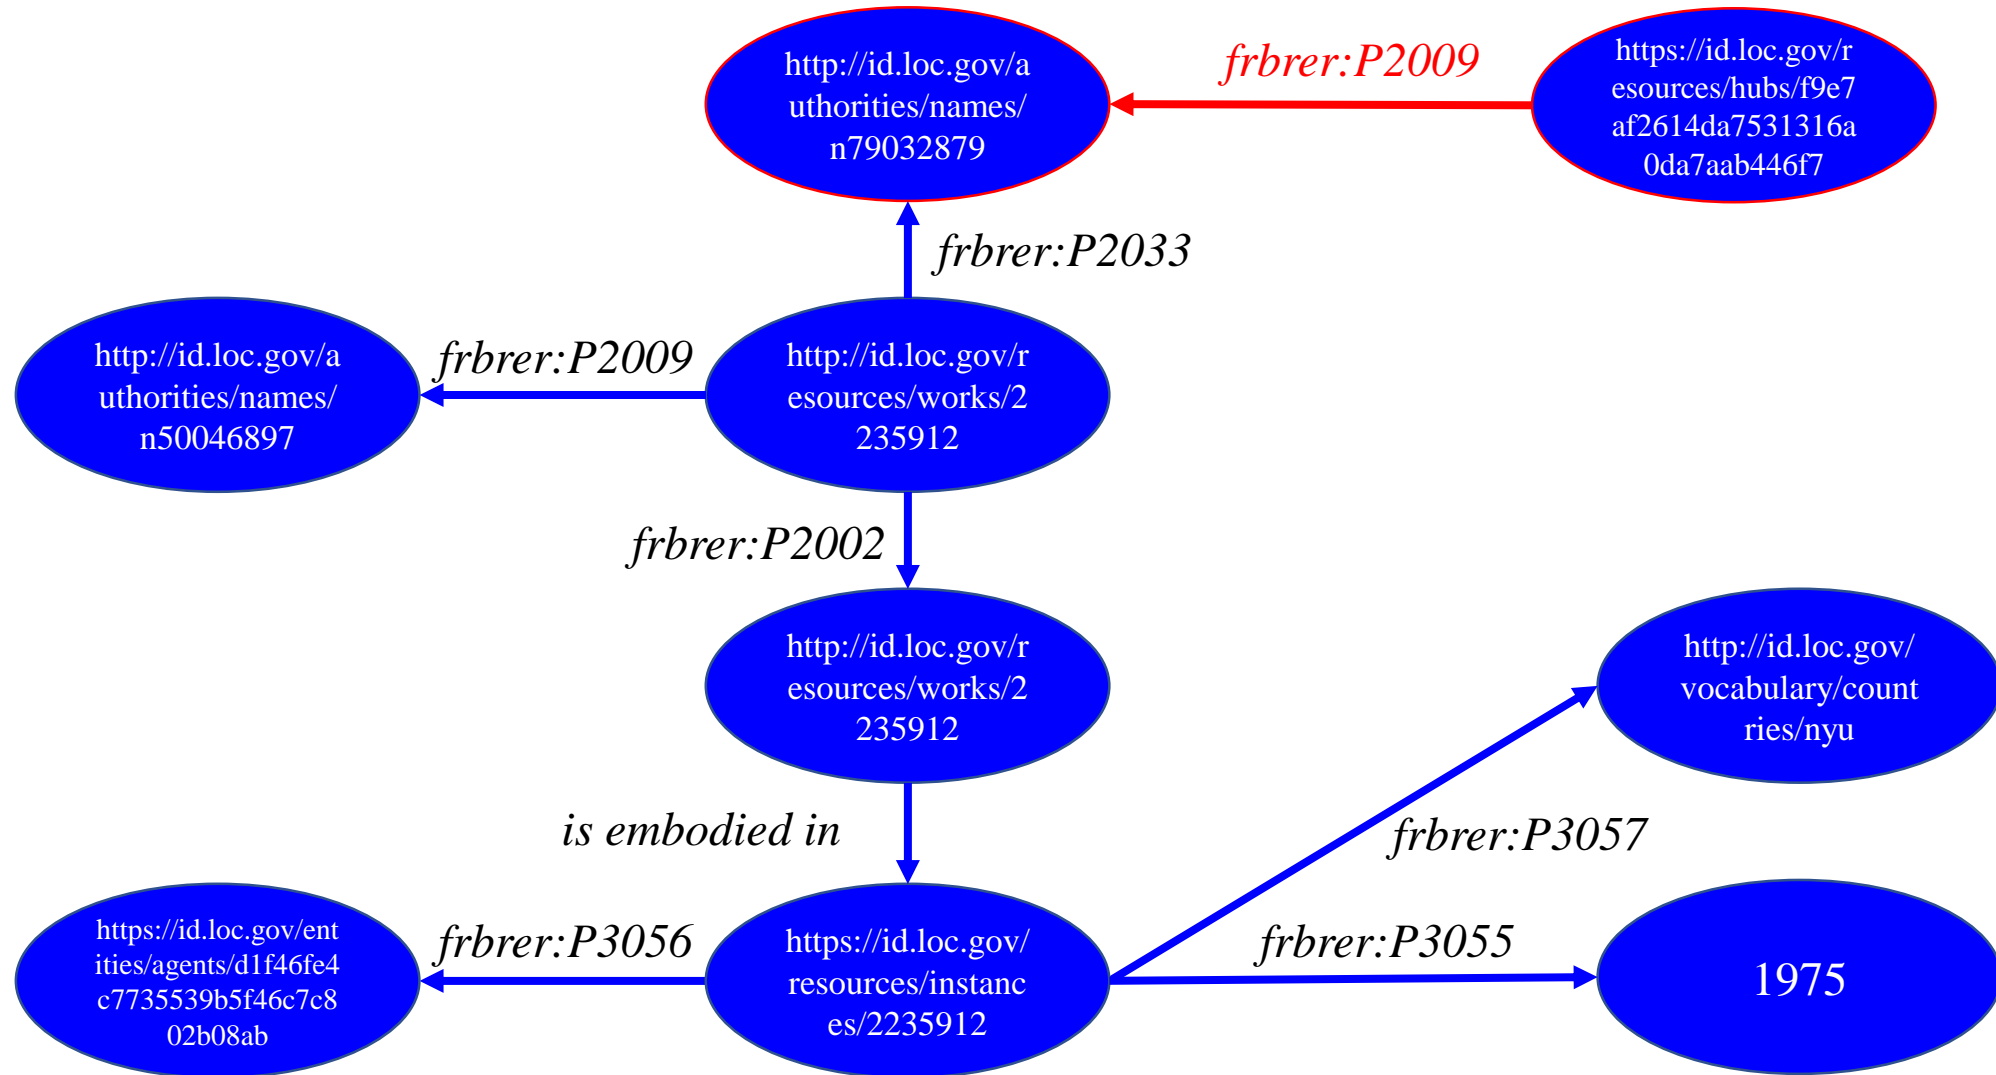 http://id.loc.gov/a
uthorities/names/
n79032879
frbrer:P2009
https://id.loc.gov/r
esources/hubs/f9e7
af2614da7531316a
0da7aab446f7
frbrer:P2033
http://id.loc.gov/a
uthorities/names/
n50046897
frbrer:P2009
http://id.loc.gov/r
esources/works/2
235912
frbrer:P2002
http://id.loc.gov/r
esources/works/2
235912
http://id.loc.gov/
vocabulary/count
ries/nyu
is embodied in
frbrer:P3057
https://id.loc.gov/ent
ities/agents/d1f46fe4
c7735539b5f46c7c8
02b08ab
frbrer:P3056
https://id.loc.gov/
resources/instanc
es/2235912
frbrer:P3055
1975